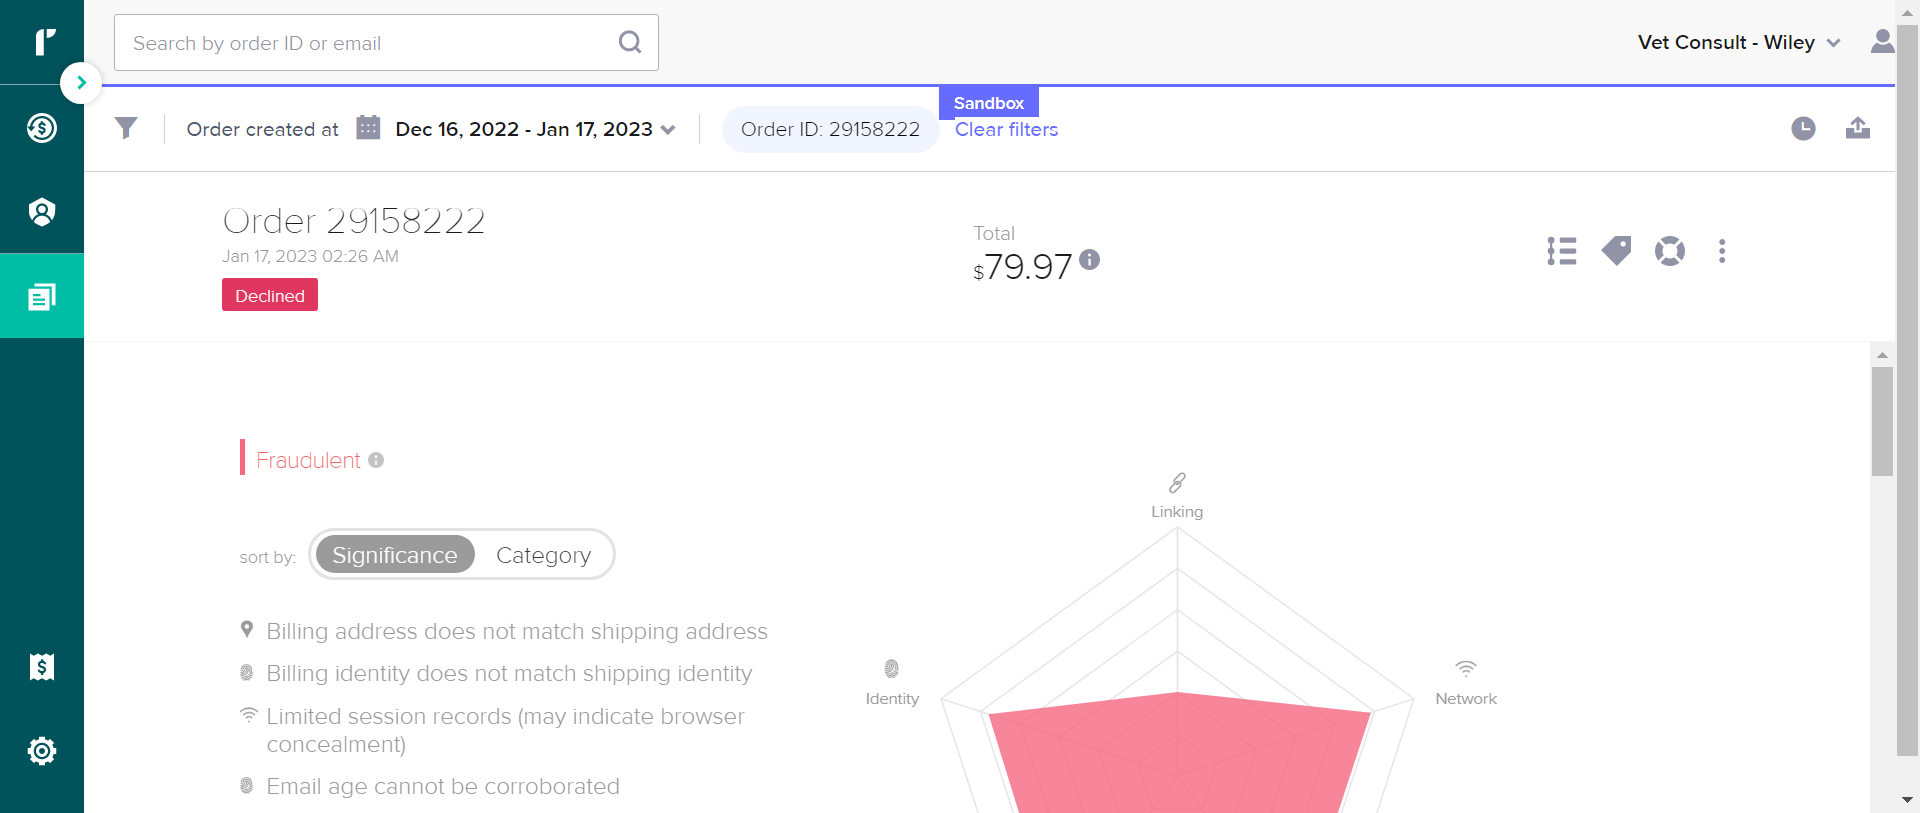 Search by order ID or email
Vet Consult - Wiley
Sandbox
Order created at
Dec 16, 2022 - Jan 17, 2023
Order ID: 29158222
Clear filters
Order 29158222
Jan 17, 2023 02:26 AM
Declined
Total
$79.97
Fraudulent
sort by:
Significance
Category
Billing address does not match shipping address
Billing identity does not match shipping identity
Limited session records (may indicate browser
concealment)
Email age cannot be corroborated
Linking
Identity
Network